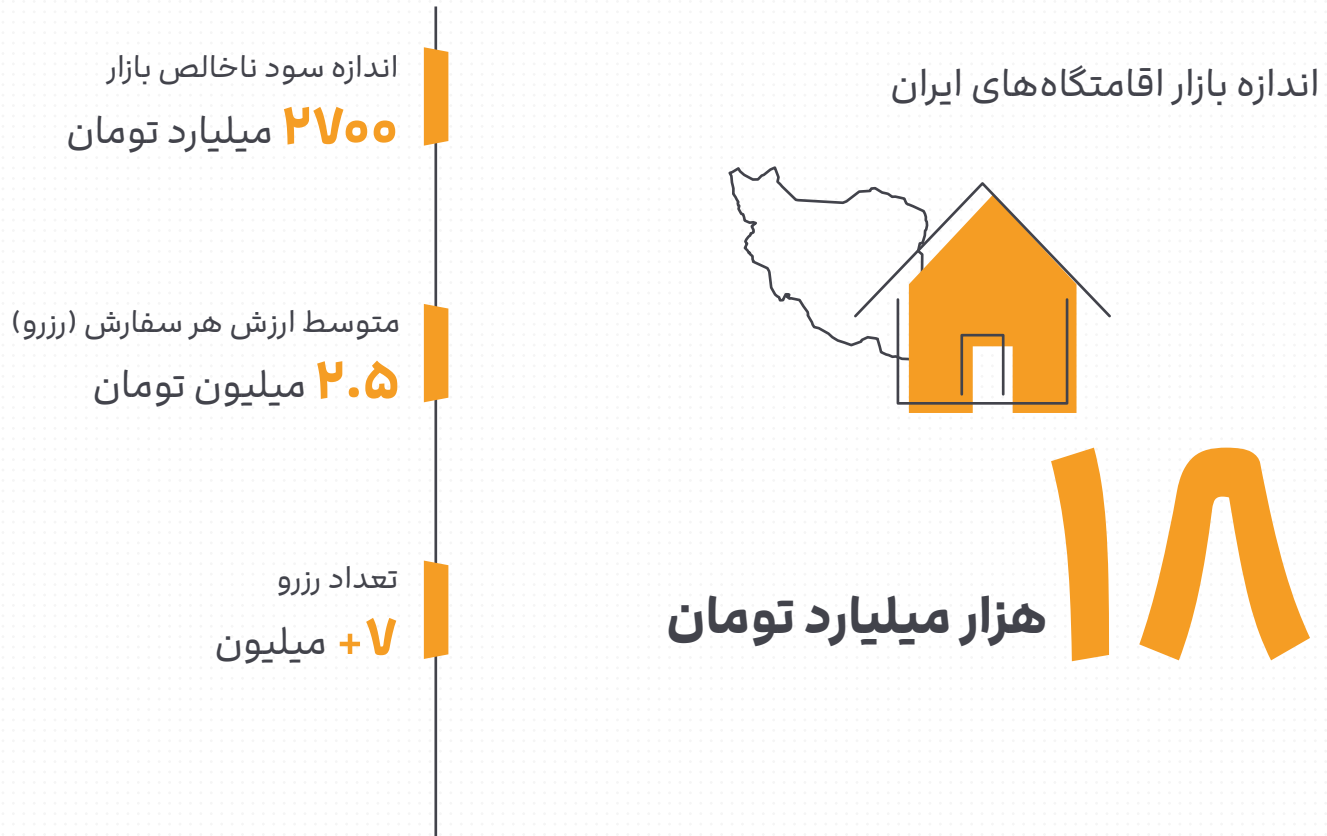 اندازه بازار اقامتگاه‌های ایران
۱۸ هزار میلیارد تومان
اندازه سود ناخالص بازار
۲۷۰۰ میلیارد تومان
متوسط ارزش هر سفارش (رزرو)
۲.۵ میلیون تومان
تعداد رزرو
۷+ میلیون